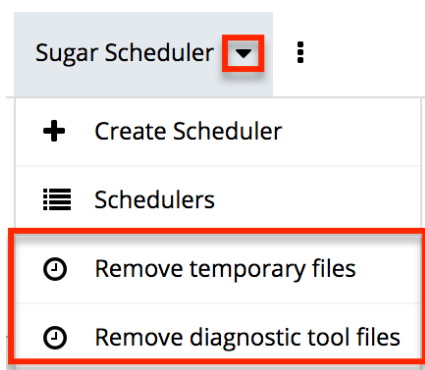 Sugar Scheduler
Create Scheduler
Schedulers
Remove temporary files
Remove diagnostic tool files